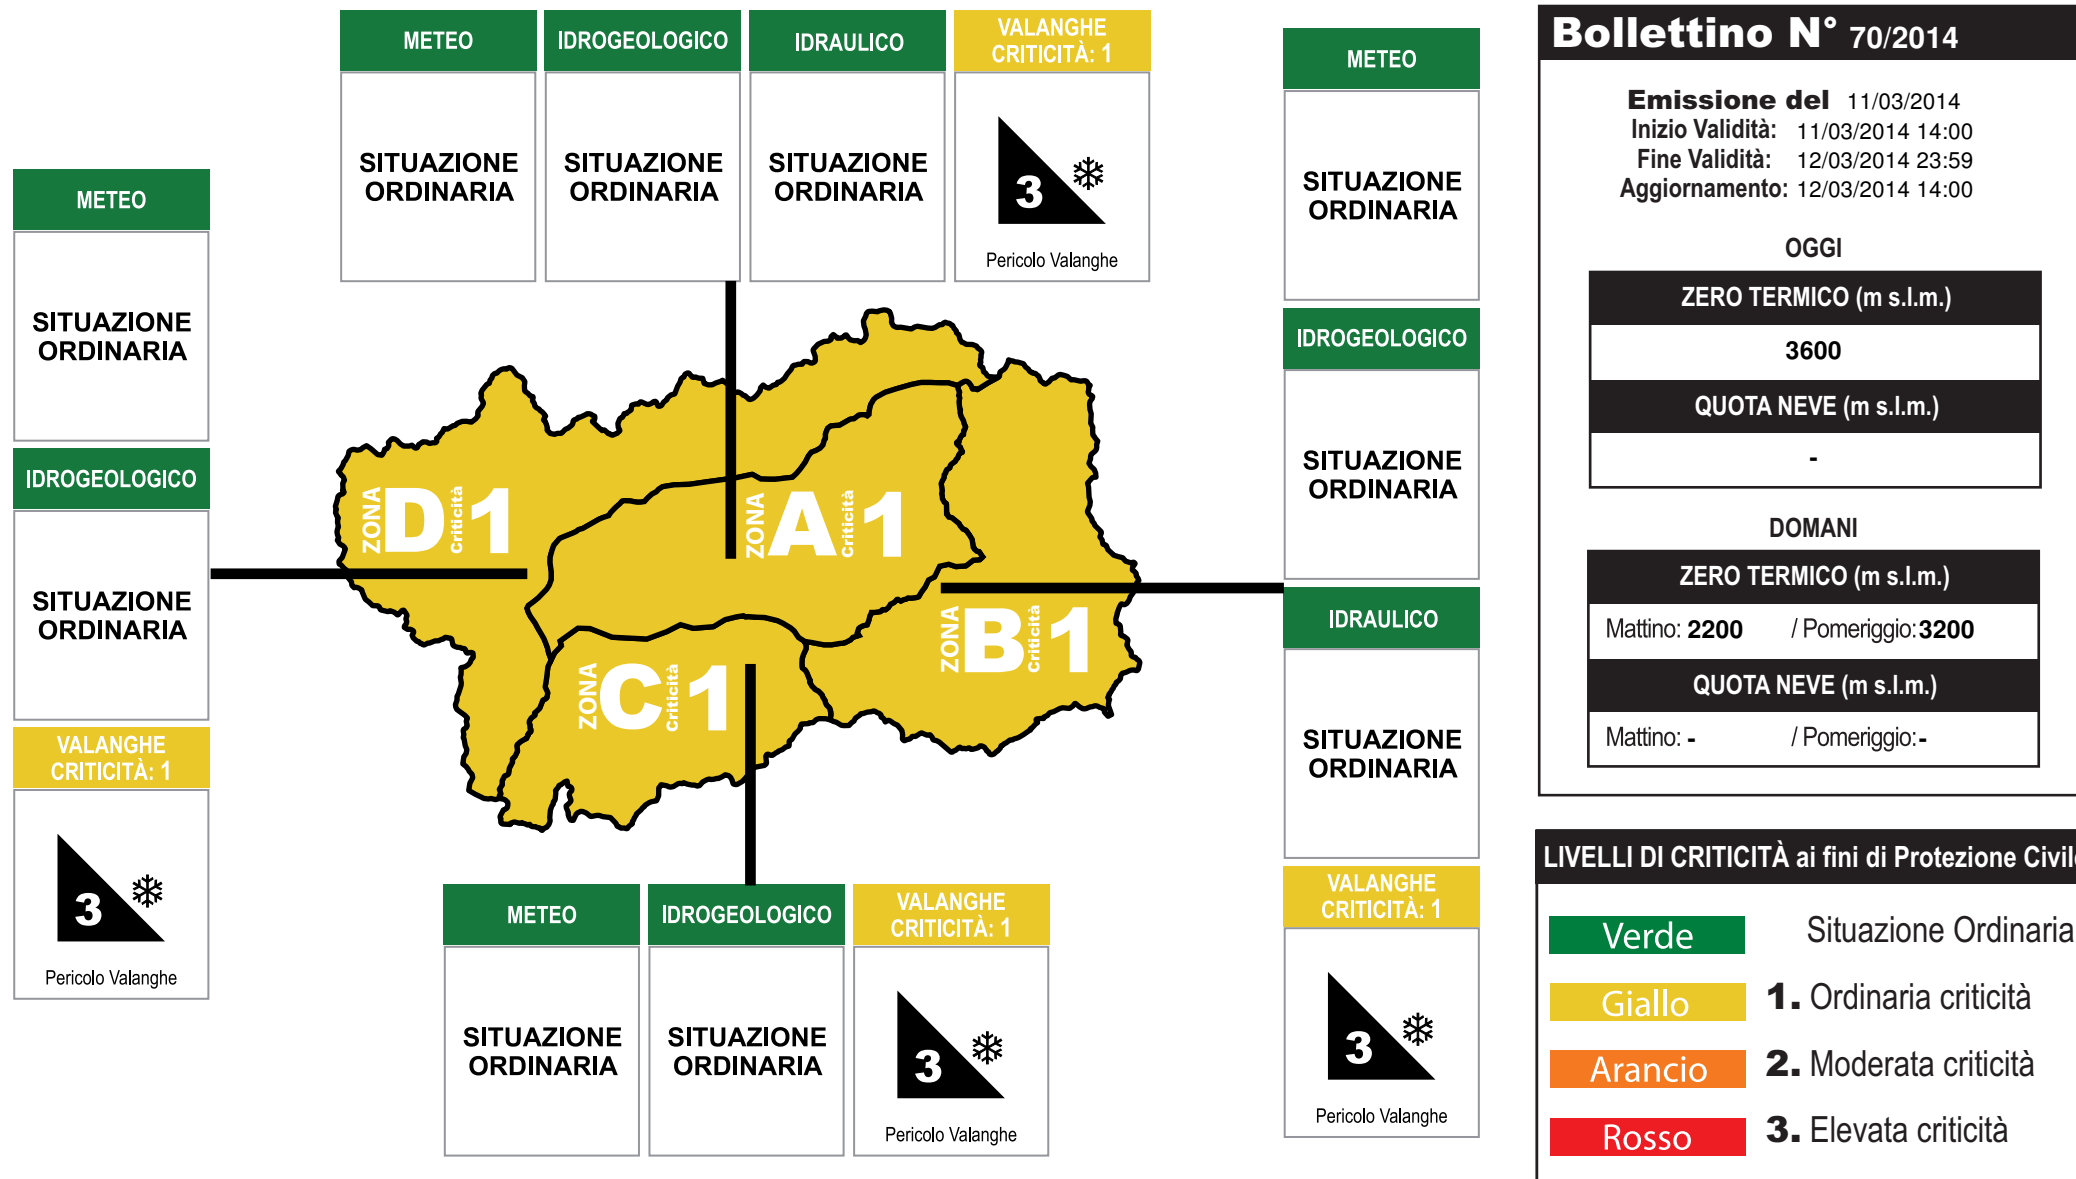 METEO
SITUAZIONE
ORDINARIA
IDROGEOLOGICO
SITUAZIONE
ORDINARIA
VALANGHE
CRITICITÀ: 1
3
Pericolo Valanghe
METEO
IDROGEOLOGICO
IDRAULICO
VALANGHE
CRITICITÀ: 1
SITUAZIONE
ORDINARIA
SITUAZIONE
ORDINARIA
SITUAZIONE
ORDINARIA
3
Pericolo Valanghe
ZONA D Criticità 1
ZONA A Criticità 1
ZONA B Criticità 1
ZONA C Criticità 1
METEO
IDROGEOLOGICO
VALANGHE
CRITICITÀ: 1
SITUAZIONE
ORDINARIA
SITUAZIONE
ORDINARIA
3
Pericolo Valanghe
METEO
SITUAZIONE
ORDINARIA
IDROGEOLOGICO
SITUAZIONE
ORDINARIA
IDRAULICO
SITUAZIONE
ORDINARIA
VALANGHE
CRITICITÀ: 1
3
Pericolo Valanghe
Bollettino N° 70/2014
Emissione del 11/03/2014
Inizio Validità: 11/03/2014 14:00
Fine Validità: 12/03/2014 23:59
Aggiornamento: 12/03/2014 14:00
OGGI
ZERO TERMICO (m s.l.m.)
3600
QUOTA NEVE (m s.l.m.)
-
DOMANI
ZERO TERMICO (m s.l.m.)
Mattino: 2200 / Pomeriggio: 3200
QUOTA NEVE (m s.l.m.)
Mattino: - / Pomeriggio: -
LIVELLI DI CRITICITÀ ai fini di Protezione Civile
Verde Situazione Ordinaria
Giallo 1. Ordinaria criticità
Arancio 2. Moderata criticità
Rosso 3. Elevata criticità